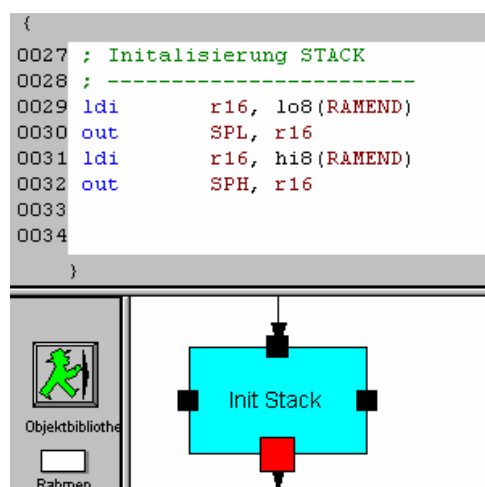 {
0027 ; Initalisierung STACK
0028 ; ------------------------
0029 ldi r16, lo8(RAMEND)
0030 out SPL, r16
0031 ldi r16, hi8(RAMEND)
0032 out SPH, r16
0033
0034
}
Init Stack
Objektbibliothe
Rahmen